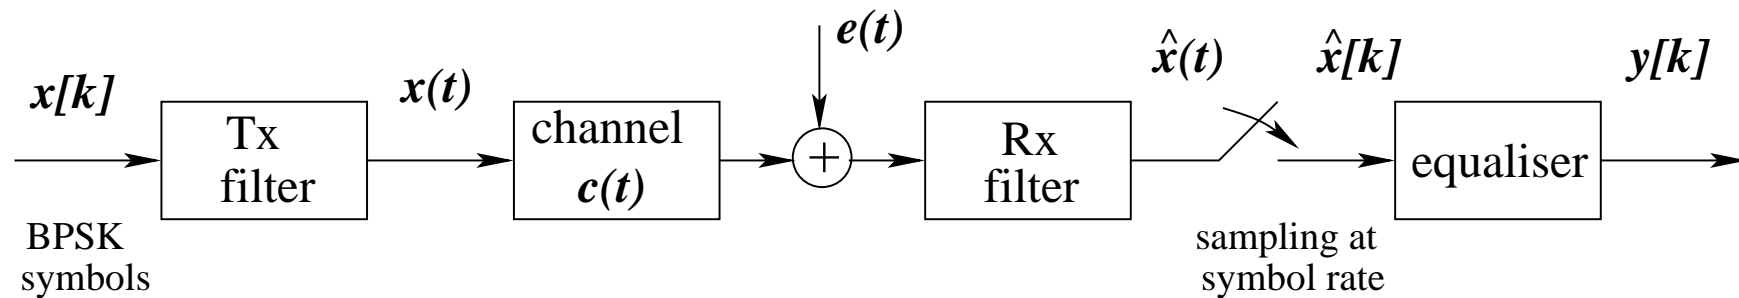 x[k]
BPSK
symbols
Tx
filter
x(t)
channel
c(t)
e(t)
+
Rx
filter
x̂(t)
sampling at
symbol rate
x̂[k]
equaliser
y[k]